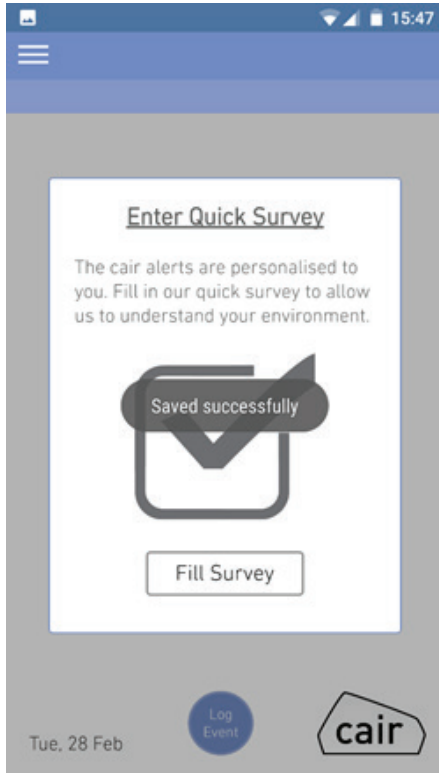 15:47
Enter Quick Survey
The cair alerts are personalised to
you. Fill in our quick survey to allow
us to understand your environment.
Saved successfully
Fill Survey
Log
Event
Tue, 28 Feb
cair